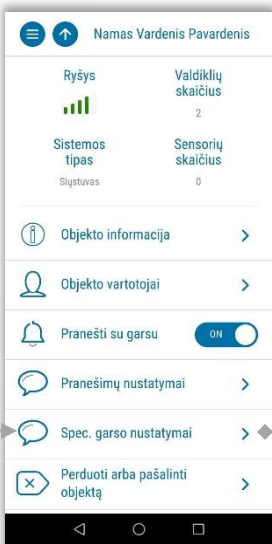 Namas Vardenis Pavardenis
Ryšys
Valdiklių
skaičius
2
Sistemos
tipas
Siųstuvas
Sensorių
skaičius
0
Objekto informacija
Objekto vartotojai
Pranešti su garsu
ON
Pranešimų nustatymai
Spec. garso nustatymai
Perduoti arba pašalinti
objektą